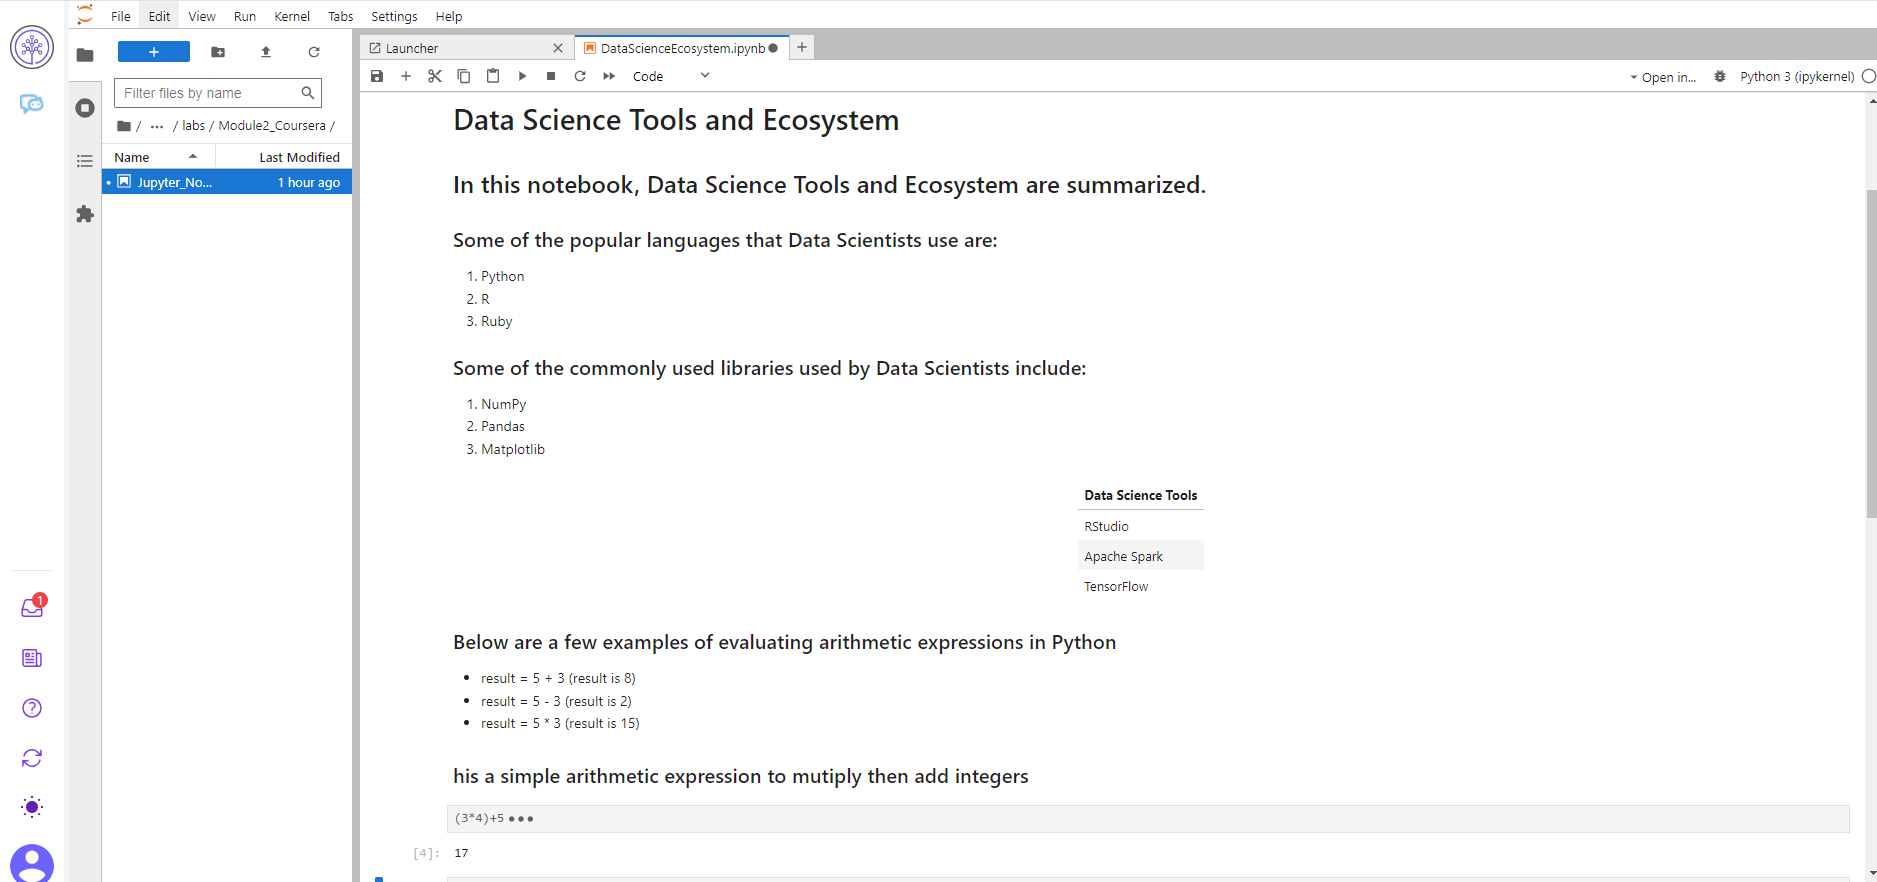 File Edit View Run Kernel Tabs Settings Help
+
Filter files by name
/ ··· / labs / Module2_Coursera /
Name Last Modified
Jupyter_No... 1 hour ago
1
Launcher
DataScienceEcosystem.ipynb
+
Code
Open in...
Python 3 (ipykernel)
Data Science Tools and Ecosystem
In this notebook, Data Science Tools and Ecosystem are summarized.
Some of the popular languages that Data Scientists use are:
1. Python
2. R
3. Ruby
Some of the commonly used libraries used by Data Scientists include:
1. NumPy
2. Pandas
3. Matplotlib
Data Science Tools
RStudio
Apache Spark
TensorFlow
Below are a few examples of evaluating arithmetic expressions in Python
• result = 5 + 3 (result is 8)
• result = 5 - 3 (result is 2)
• result = 5 * 3 (result is 15)
his a simple arithmetic expression to mutiply then add integers
(3*4)+5 •••
[4]: 17